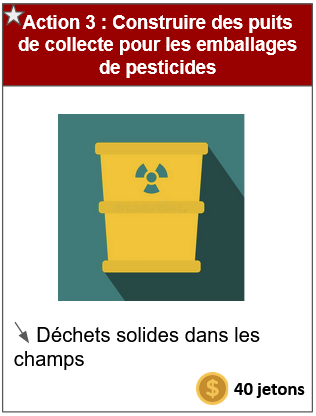 Action 3 : Construire des puits
de collecte pour les emballages
de pesticides
Déchets solides dans les
champs
$ 40 jetons